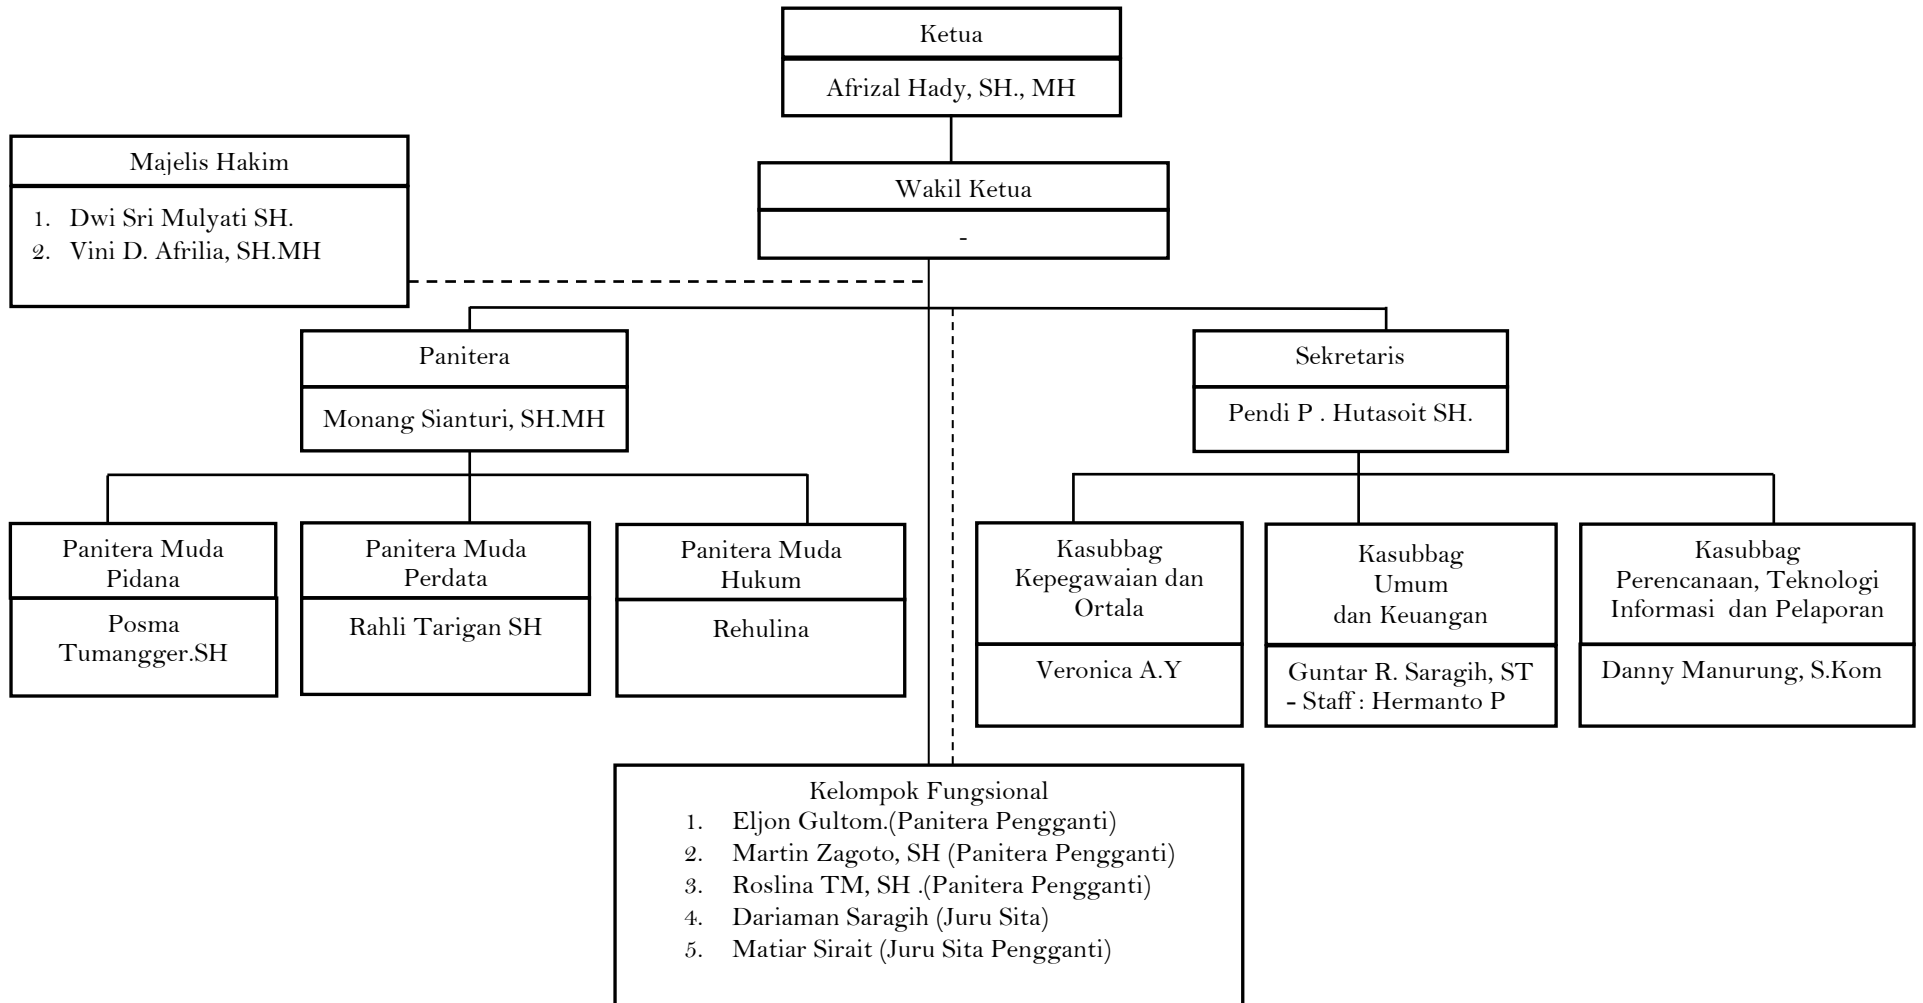 Ketua
Afrizal Hady, SH., MH
Majelis Hakim
1. Dwi Sri Mulyati SH.
2. Vini D. Afrilia, SH.MH
Wakil Ketua
-
Panitera
Monang Sianturi, SH.MH
Sekretaris
Pendi P . Hutasoit SH.
Panitera Muda
Pidana
Posma
Tumangger.SH
Panitera Muda
Perdata
Rahli Tarigan SH
Panitera Muda
Hukum
Rehulina
Kasubbag
Kepegawaian dan
Ortala
Veronica A.Y
Kasubbag
Umum
dan Keuangan
Guntar R. Saragih, ST
- Staff : Hermanto P
Kasubbag
Perencanaan, Teknologi
Informasi dan Pelaporan
Danny Manurung, S.Kom
Kelompok Fungsional
1. Eljon Gultom.(Panitera Pengganti)
2. Martin Zagoto, SH (Panitera Pengganti)
3. Roslina TM, SH .(Panitera Pengganti)
4. Dariaman Saragih (Juru Sita)
5. Matiar Sirait (Juru Sita Pengganti)